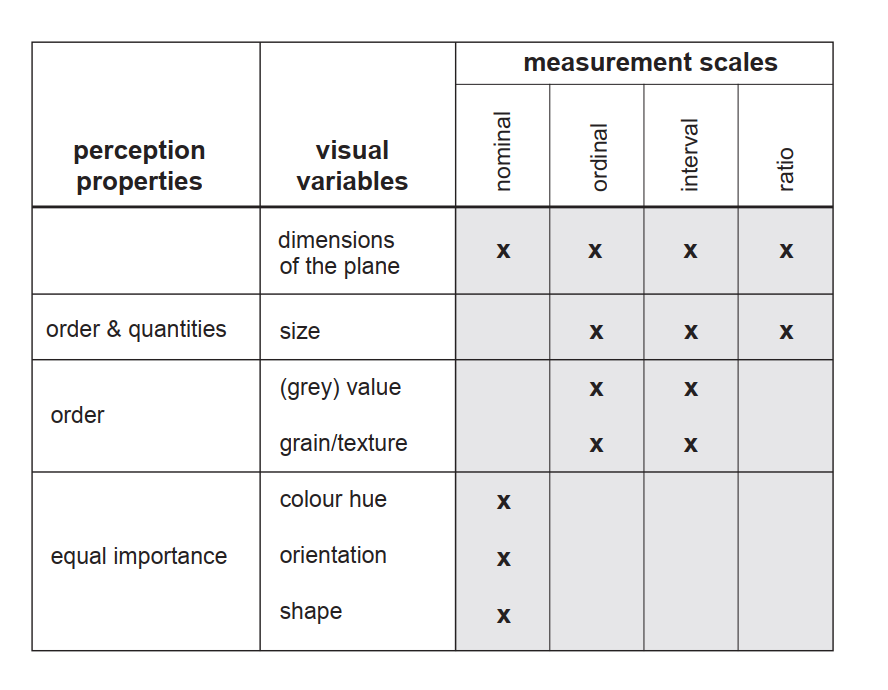 measurement scales
perception
properties
visual
variables
nominal
ordinal
interval
ratio
dimensions
of the plane
x x x x
order & quantities size x x x
order
(grey) value x x
grain/texture x x
equal importance
colour hue x
orientation x
shape x